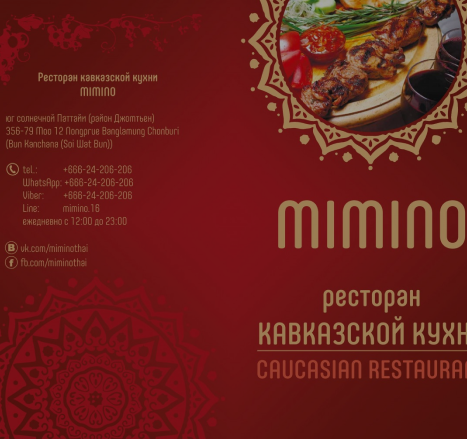 Ресторан кавказской кухни
MIMINO
юг солнечной Паттайи (район Джомтьен)
356-79 Moo 12 Nongprue Banglamung Chonburi
(Bun Kanchana (Soi Wat Bun))
tel.: +666-24-206-206
WhatsApp: +666-24-206-206
Viber: +666-24-206-206
Line: mimino.16
ежедневно с 12:00 до 23:00
vk.com/miminothai
fb.com/miminothai
MIMINO
ресторан
КАВКАЗСКОЙ КУХН
CAUCASIAN RESTAURAN